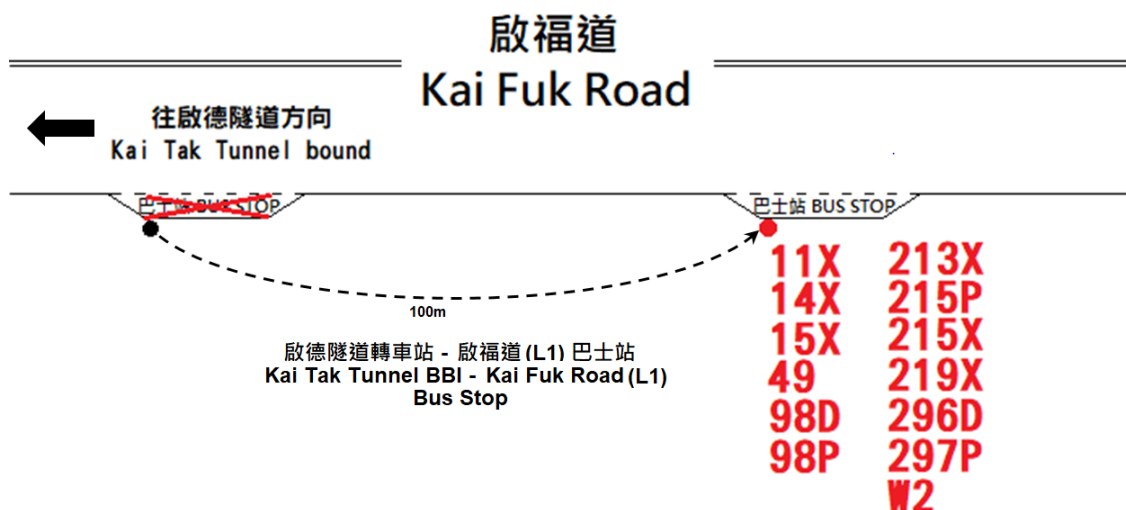 啟福道
Kai Fuk Road
往啟德隧道方向
Kai Tak Tunnel bound
巴士站 BUS STOP
巴士站 BUS STOP
100m
啟德隧道轉車站 - 啟福道 (L1) 巴士站
Kai Tak Tunnel BBI - Kai Fuk Road (L1)
Bus Stop
11X 213X
14X 215P
15X 215X
49 219X
98D 296D
98P 297P
W2